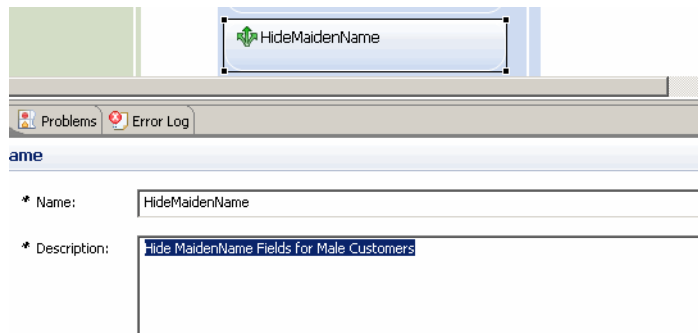 HideMaidenName
Problems Error Log
ame
* Name: HideMaidenName
* Description: Hide MaidenName Fields for Male Customers